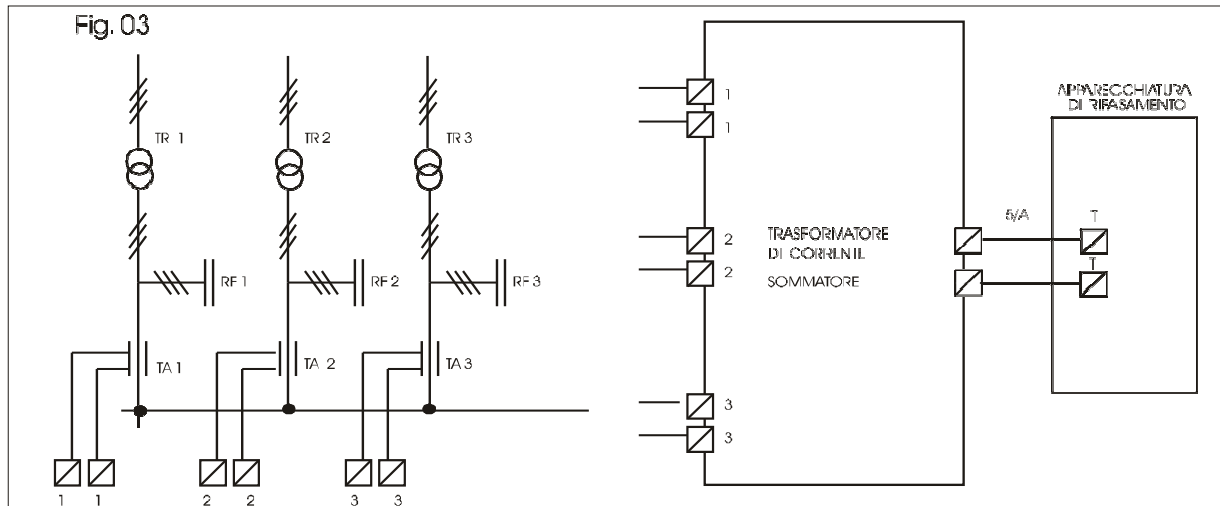 Fig. 03
TR 1
TR 2
TR 3
RF 1
RF 2
RF 3
TA 1
TA 2
TA 3
1
1
2
2
3
3
1
1
2
2
3
3
TRASFORMATORE
DI CORRENTE
SOMMATORE
5/A
APPARECCHIATURA
DI RIFASAMENTO
T
T